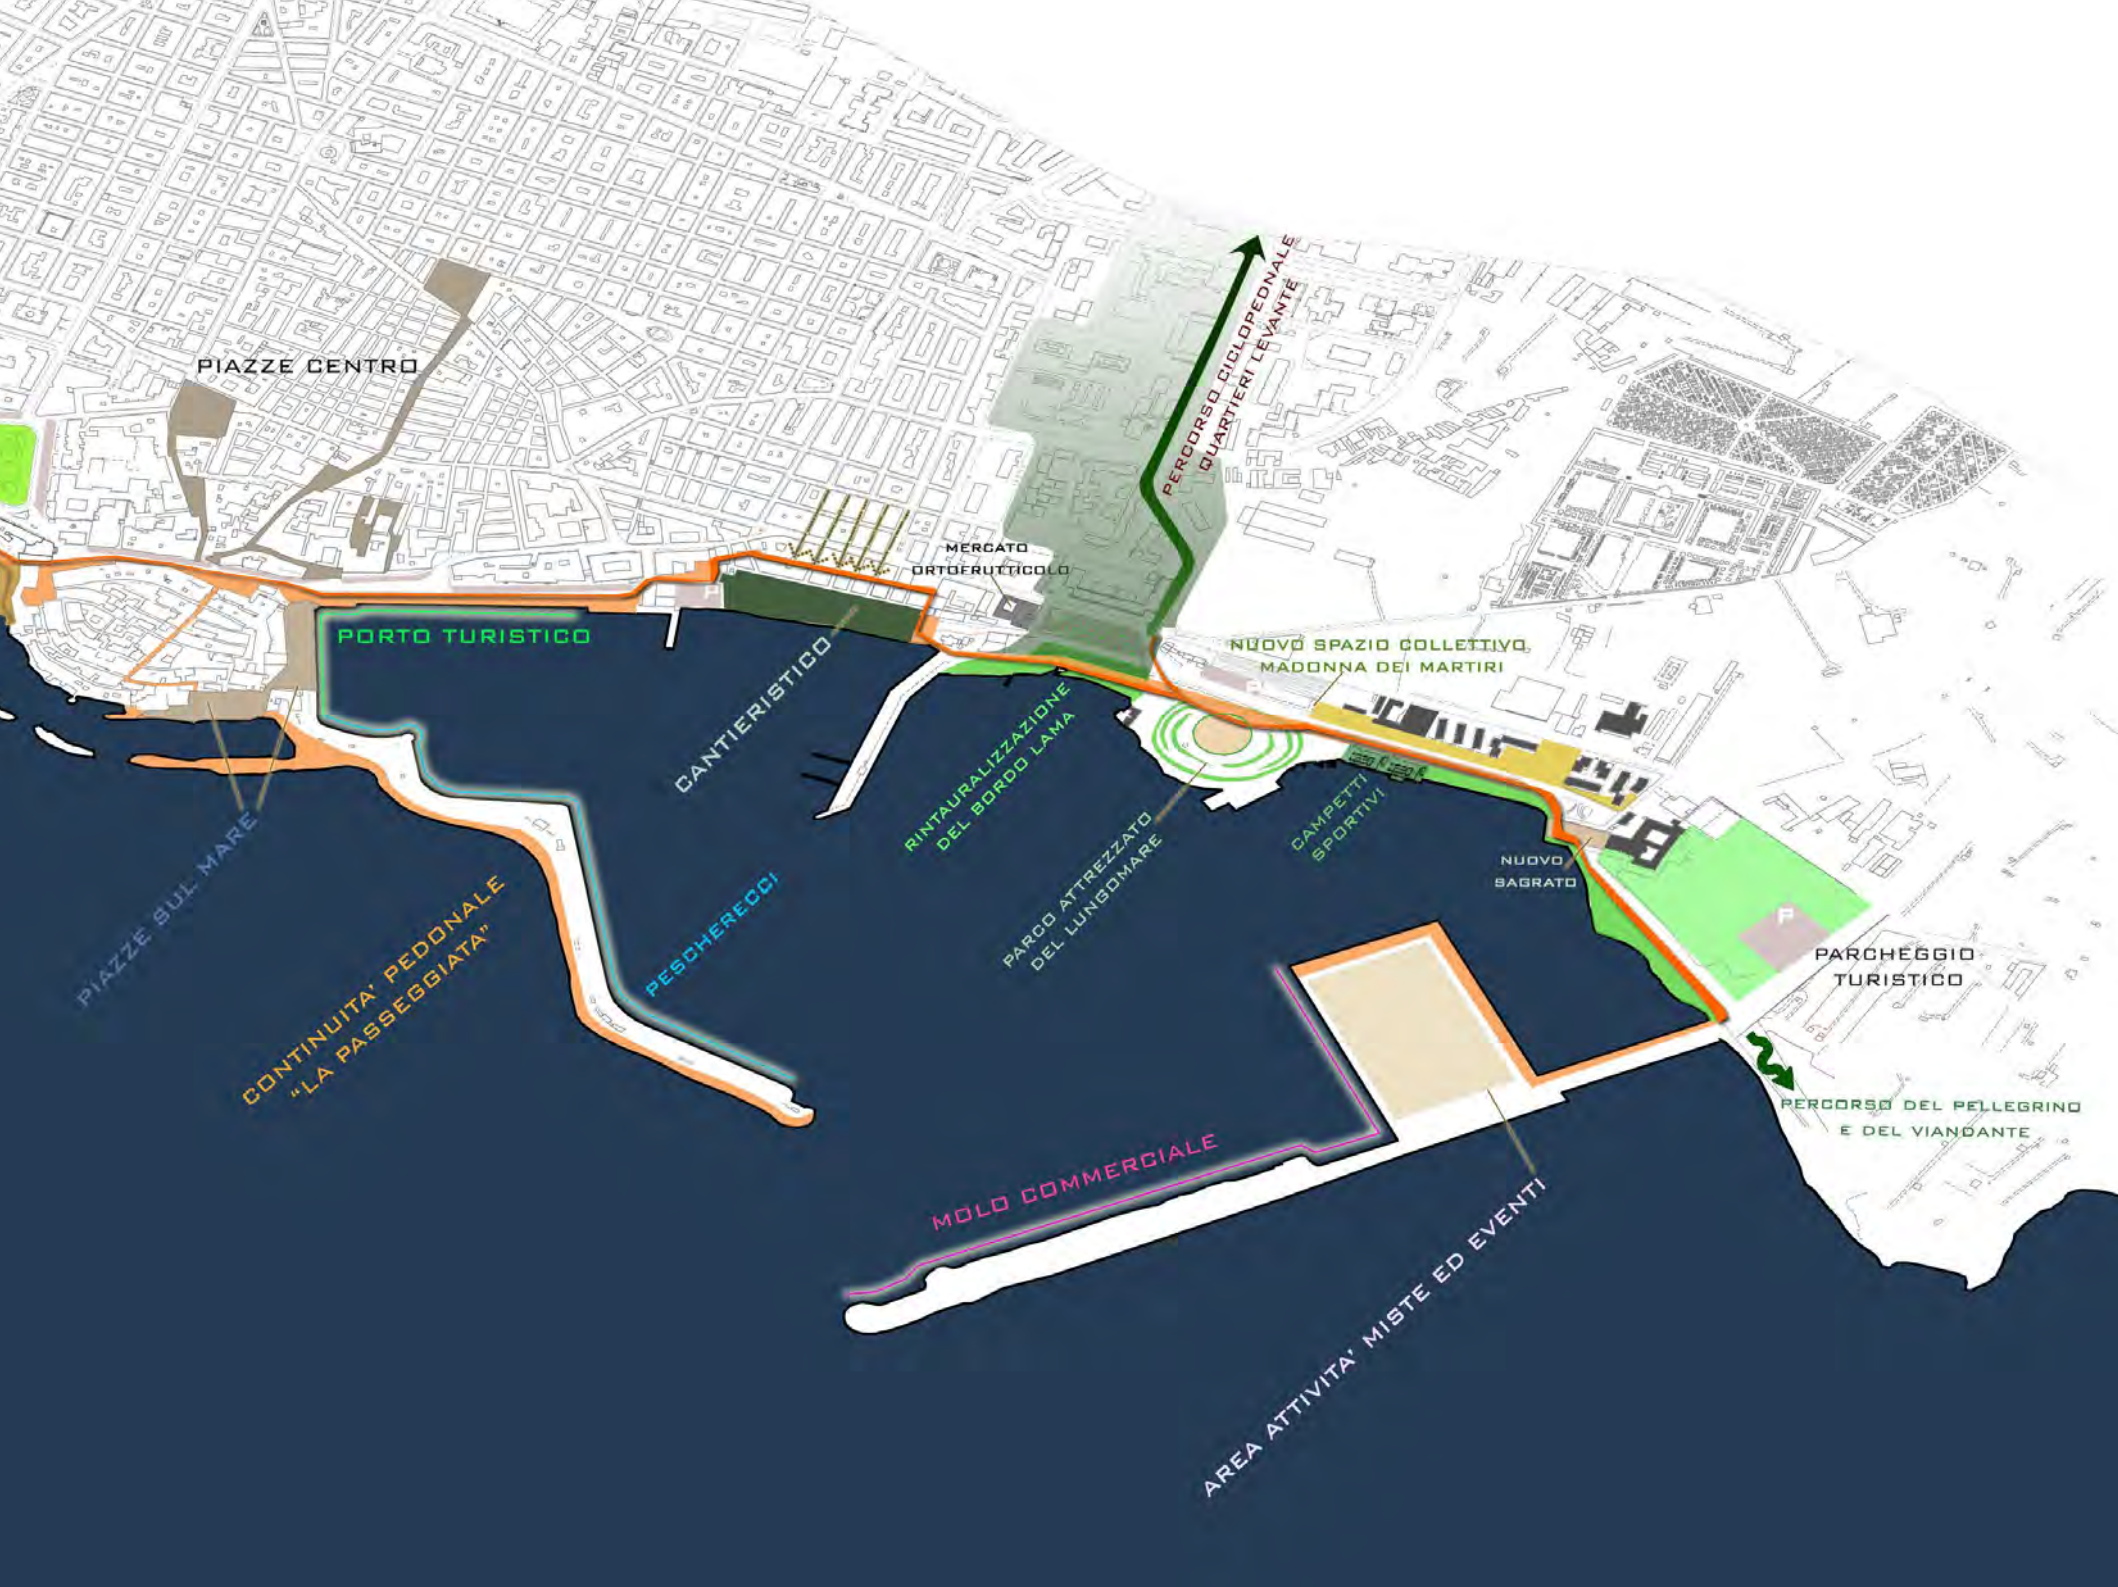 PERCORSO CICLOPEDNALE
QUARTIERI LEVANTE
PIAZZE CENTRO
MERCATO
ORTOFRUTTICOLO
P
PORTO TURISTICO
CANTIERISTICO
NUOVO SPAZIO COLLETTIVO
MADONNA DEI MARTIRI
P
RINTAURALIZZAZIONE
DEL BORDO LAMA
PARCO ATTREZZATO
DEL LUNGOMARE
CAMPETTI
SPORTIVI
NUOVO
SAGRATO
P
PARCHEGGIO
TURISTICO
PIAZZE SUL MARE
CONTINUITA' PEDONALE
"LA PASSEGGIATA"
PESCHERECCI
PERCORSO DEL PELLEGRINO
E DEL VIANDANTE
MOLO COMMERCIALE
AREA ATTIVITA' MISTE ED EVENTI